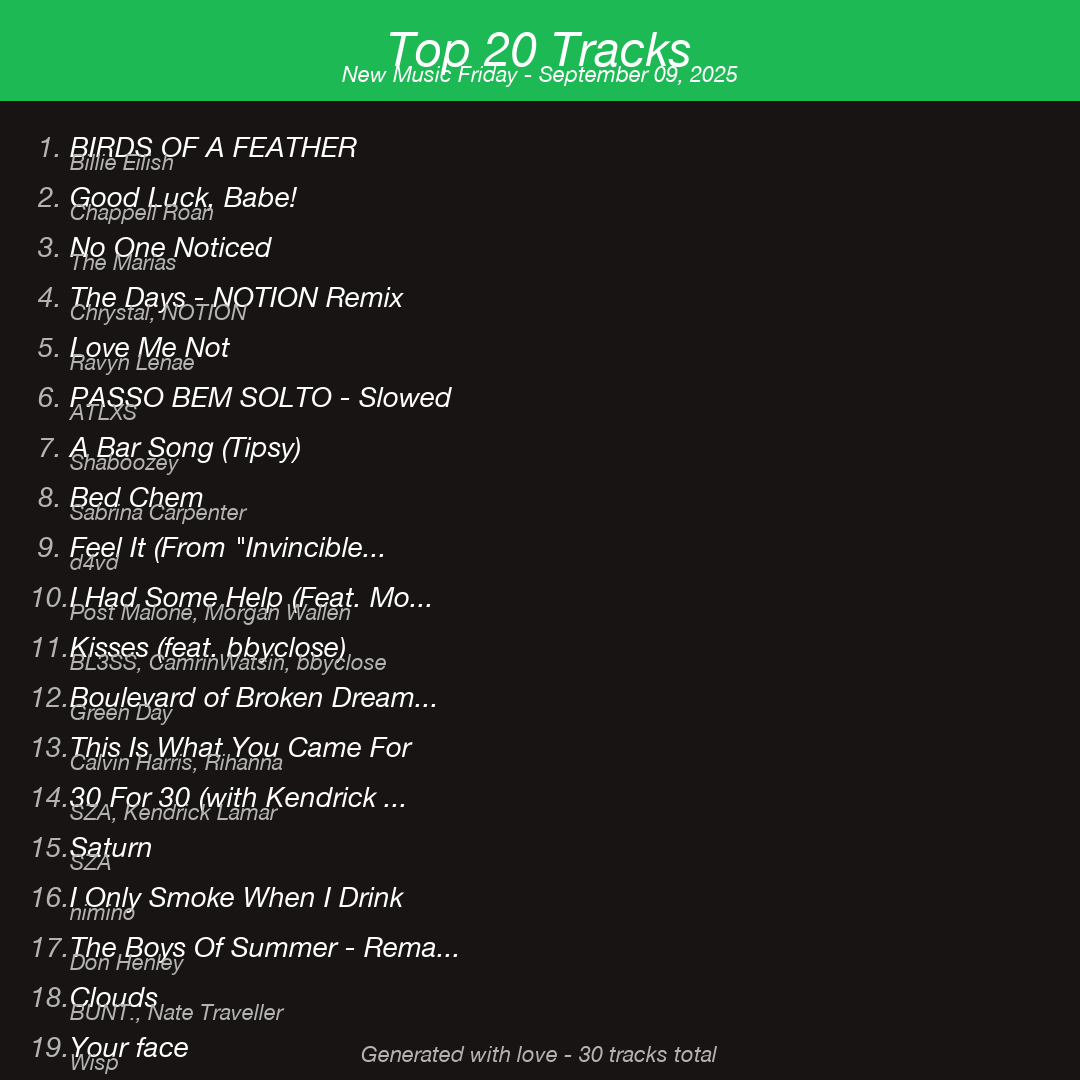 Top 20 Tracks
New Music Friday - September 09, 2025
1. BIRDS OF A FEATHER
Billie Eilish
2. Good Luck, Babe!
Chappell Roan
3. No One Noticed
The Marías
4. The Days - NOTION Remix
Chrystal, NOTION
5. Love Me Not
Ravyn Lenae
6. PASSO BEM SOLTO - Slowed
ATLXS
7. A Bar Song (Tipsy)
Shaboozey
8. Bed Chem
Sabrina Carpenter
9. Feel It (From "Invincible...
d4vd
10. I Had Some Help (Feat. Mo...
Post Malone, Morgan Wallen
11. Kisses (feat. bbyclose)
BL3SS, CamrinWatsin, bbyclose
12. Boulevard of Broken Dream...
Green Day
13. This Is What You Came For
Calvin Harris, Rihanna
14. 30 For 30 (with Kendrick ...
SZA, Kendrick Lamar
15. Saturn
SZA
16. I Only Smoke When I Drink
nimino
17. The Boys Of Summer - Rema...
Don Henley
18. Clouds
BUNT., Nate Traveller
19. Your face
Wisp
Generated with love - 30 tracks total